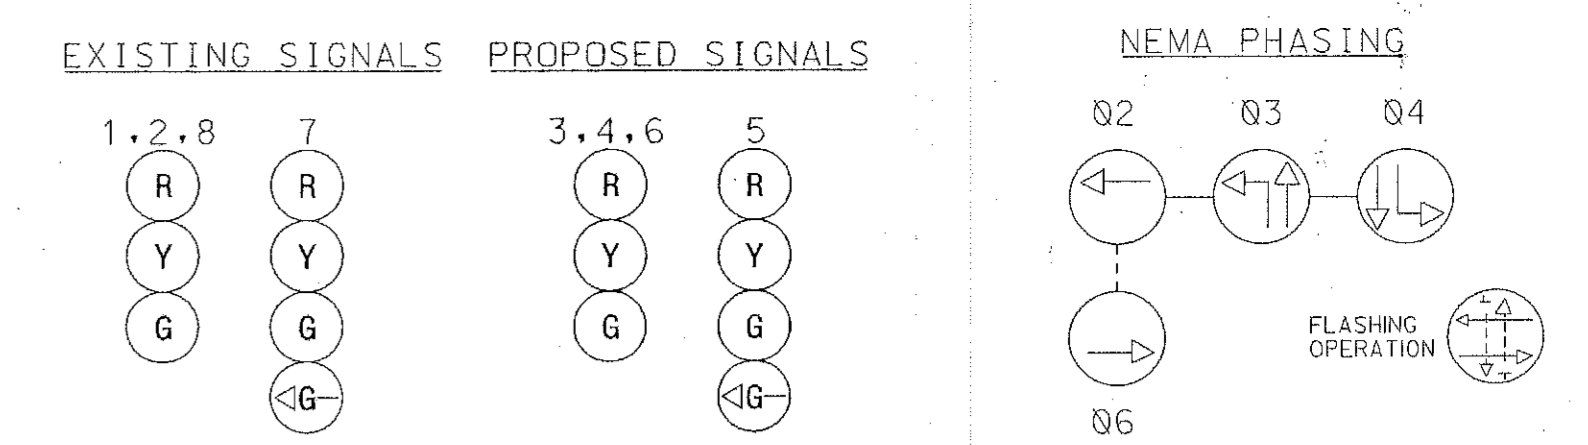 EXISTING SIGNALS
1,2,8 7
R R
Y Y
G G
G
PROPOSED SIGNALS
3,4,6 5
R R
Y Y
G G
G
NEMA PHASING
Ø2 Ø3 Ø4
Ø6
FLASHING
OPERATION